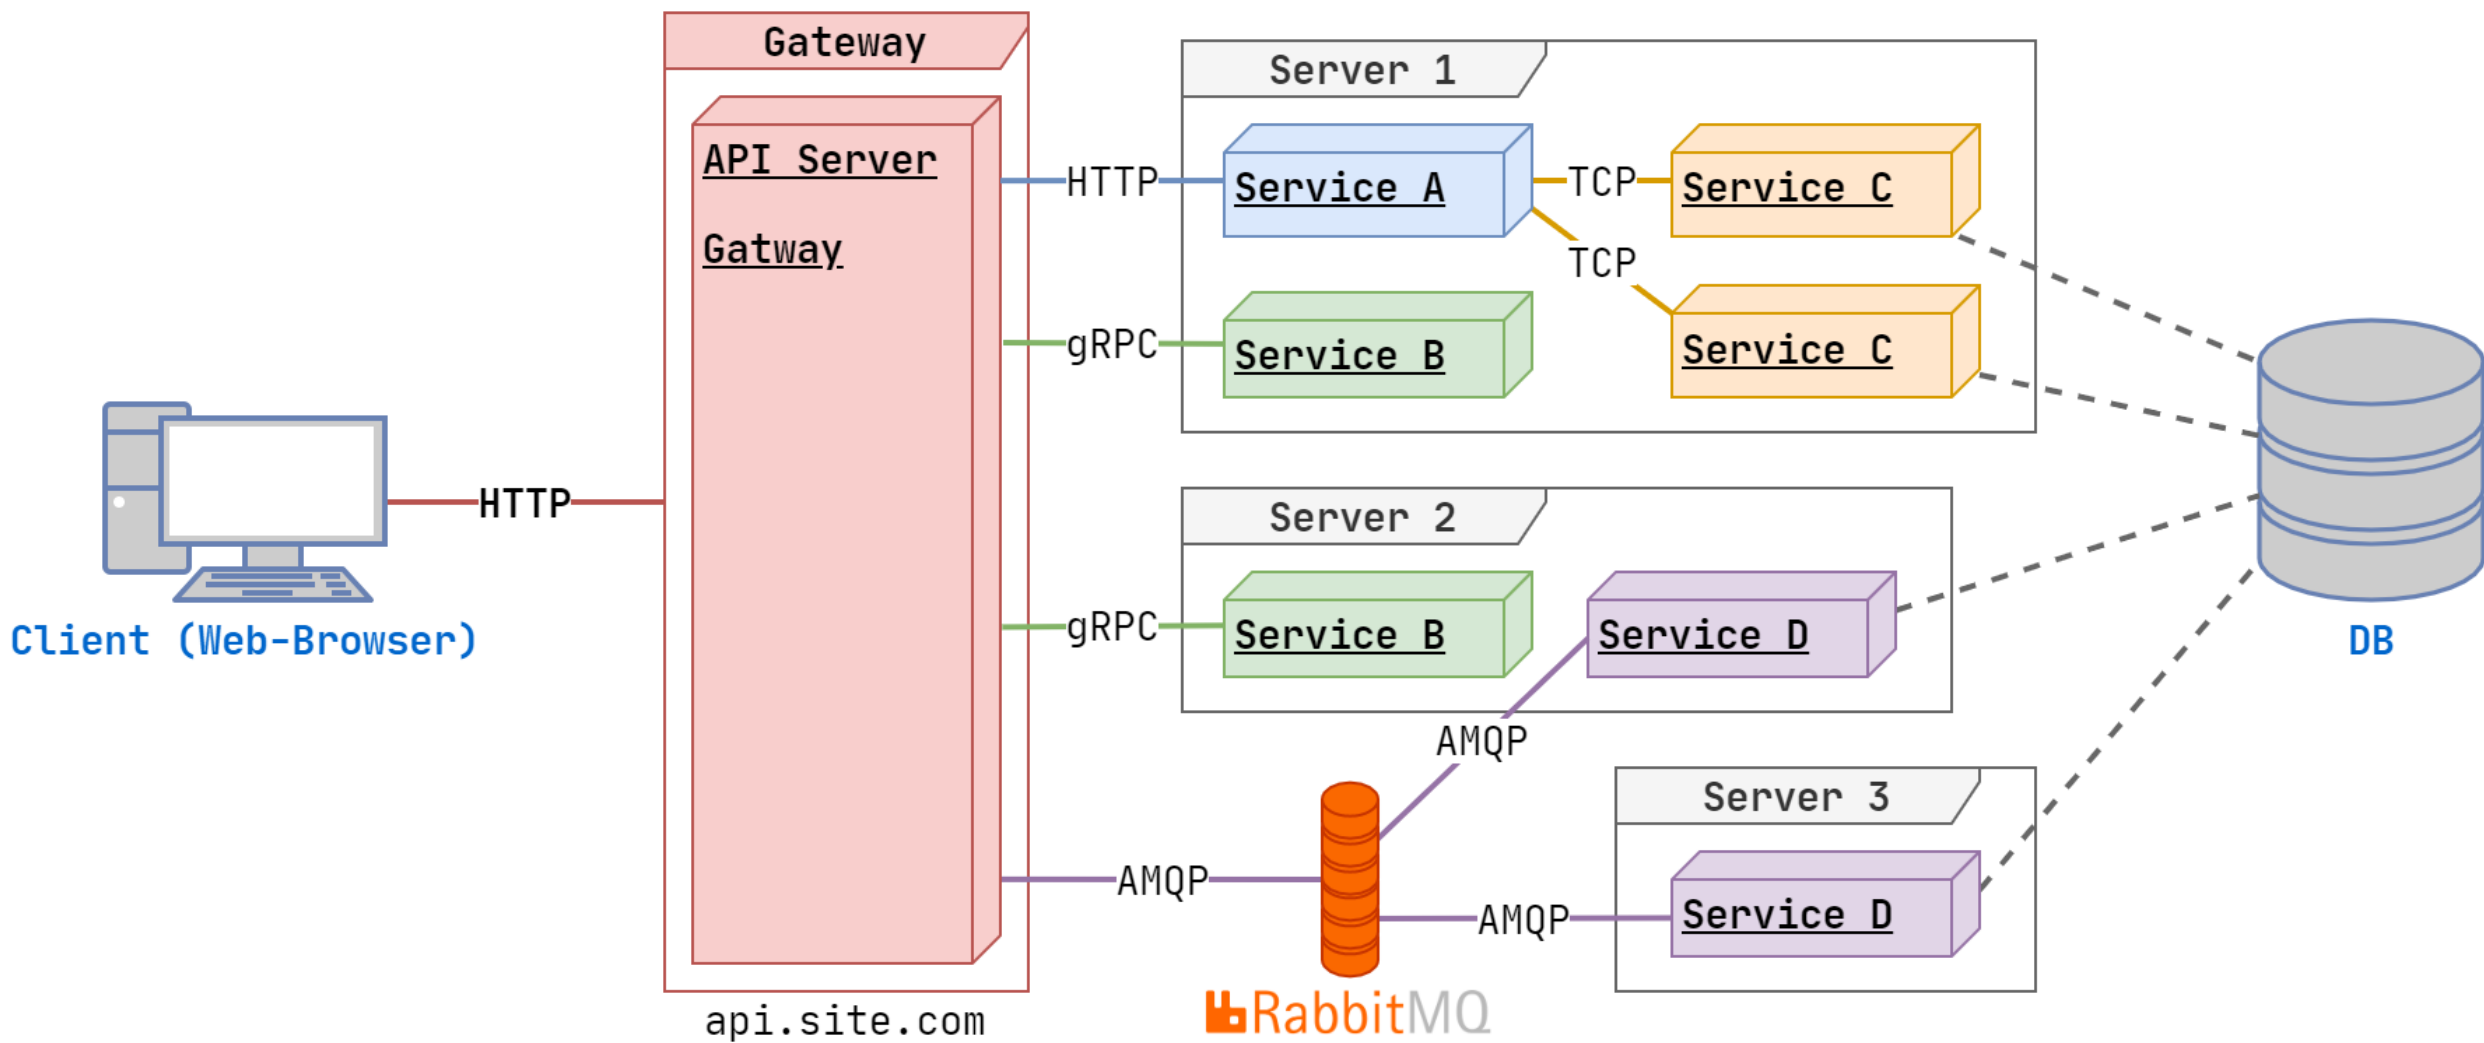 Gateway
API Server
Gatway
api.site.com
Client (Web-Browser)
HTTP
HTTP
gRPC
gRPC
AMQP
Server 1
Service A
TCP
Service C
TCP
Service B
Service C
Server 2
Service B
Service D
AMQP
Server 3
AMQP
Service D
RabbitMQ
DB